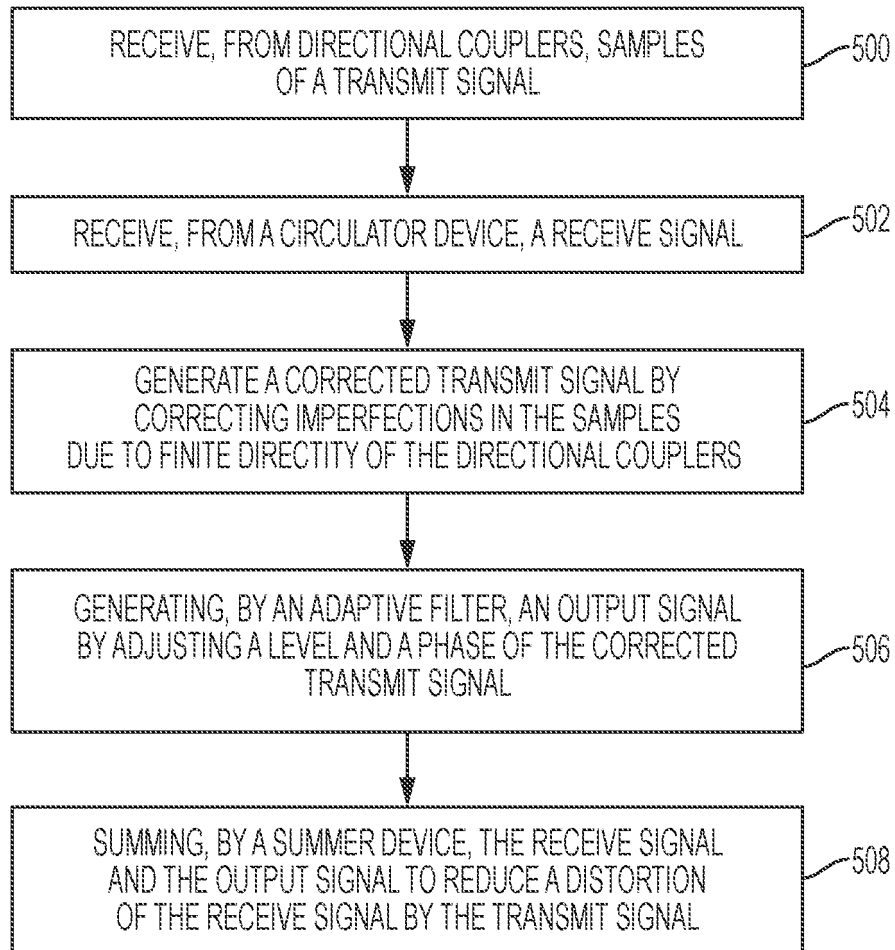 RECEIVE, FROM DIRECTIONAL COUPLERS, SAMPLES
OF A TRANSMIT SIGNAL
500
RECEIVE, FROM A CIRCULATOR DEVICE, A RECEIVE SIGNAL
502
GENERATE A CORRECTED TRANSMIT SIGNAL BY
CORRECTING IMPERFECTIONS IN THE SAMPLES
DUE TO FINITE DIRECTITY OF THE DIRECTIONAL COUPLERS
504
GENERATING, BY AN ADAPTIVE FILTER, AN OUTPUT SIGNAL
BY ADJUSTING A LEVEL AND A PHASE OF THE CORRECTED
TRANSMIT SIGNAL
506
SUMMING, BY A SUMMER DEVICE, THE RECEIVE SIGNAL
AND THE OUTPUT SIGNAL TO REDUCE A DISTORTION
OF THE RECEIVE SIGNAL BY THE TRANSMIT SIGNAL
508